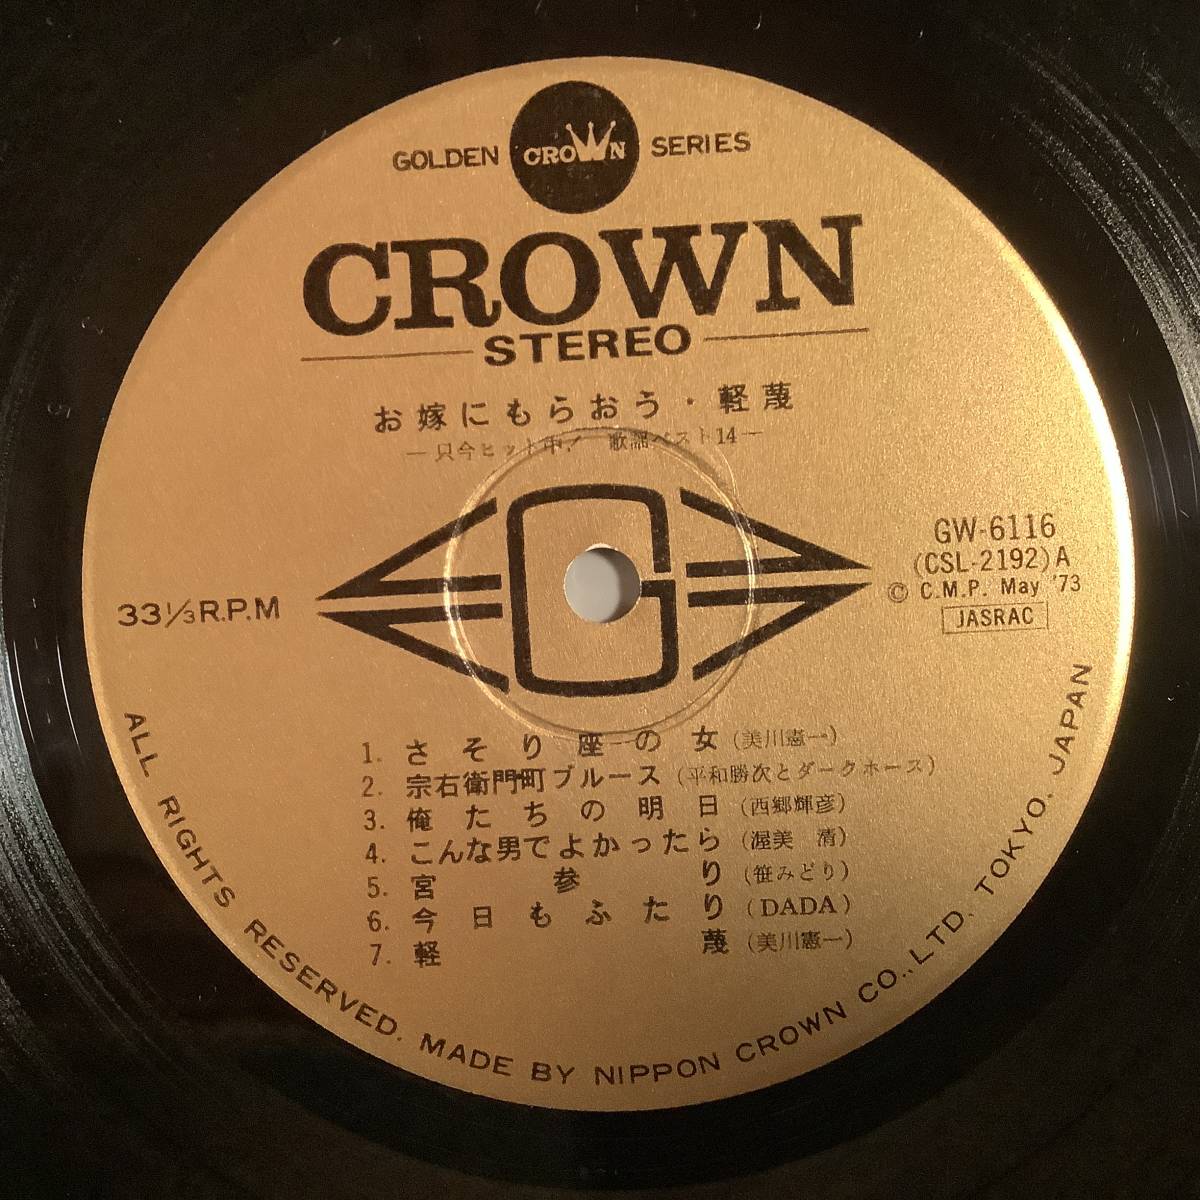 GOLDEN CROWN SERIES
CROWN
STEREO
お嫁にもらおう・軽蔑
―只今ヒット中! 歌謡ベスト14―
G
GW-6116
(CSL-2192)A
© C.M.P. May '73
JASRAC
33 1/3 R.P.M
1. さそり座の女 (美川憲一)
2. 宗右衛門町ブルース (平和勝次とダークホース)
3. 俺たちの明日 (西郷輝彦)
4. こんな男でよかったら (渥美 清)
5. 宮参り (笹みどり)
6. 今日もふたり (DADA)
7. 軽蔑 (美川憲一)
ALL RIGHTS RESERVED. MADE BY NIPPON CROWN CO.,LTD. TOKYO. JAPAN